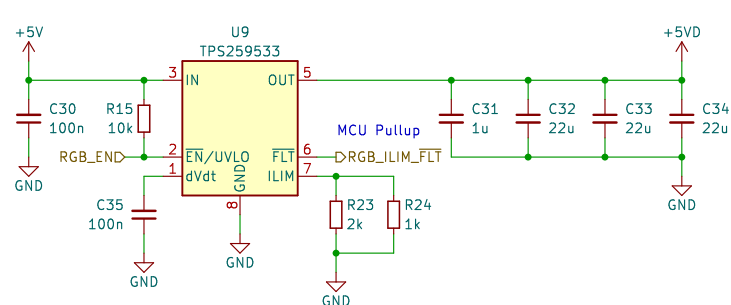 +5V
U9
TPS259533
+5VD
3 IN
OUT 5
C30
100n
R15
10k
C31
1u
C32
22u
C33
22u
C34
22u
MCU Pullup
RGB_EN
2 EN/UVLO
FLT 6
RGB_ILIM_FLT
1 dVdt
GND
ILIM 7
8
GND
C35
100n
R23
2k
R24
1k
GND
GND
GND
GND